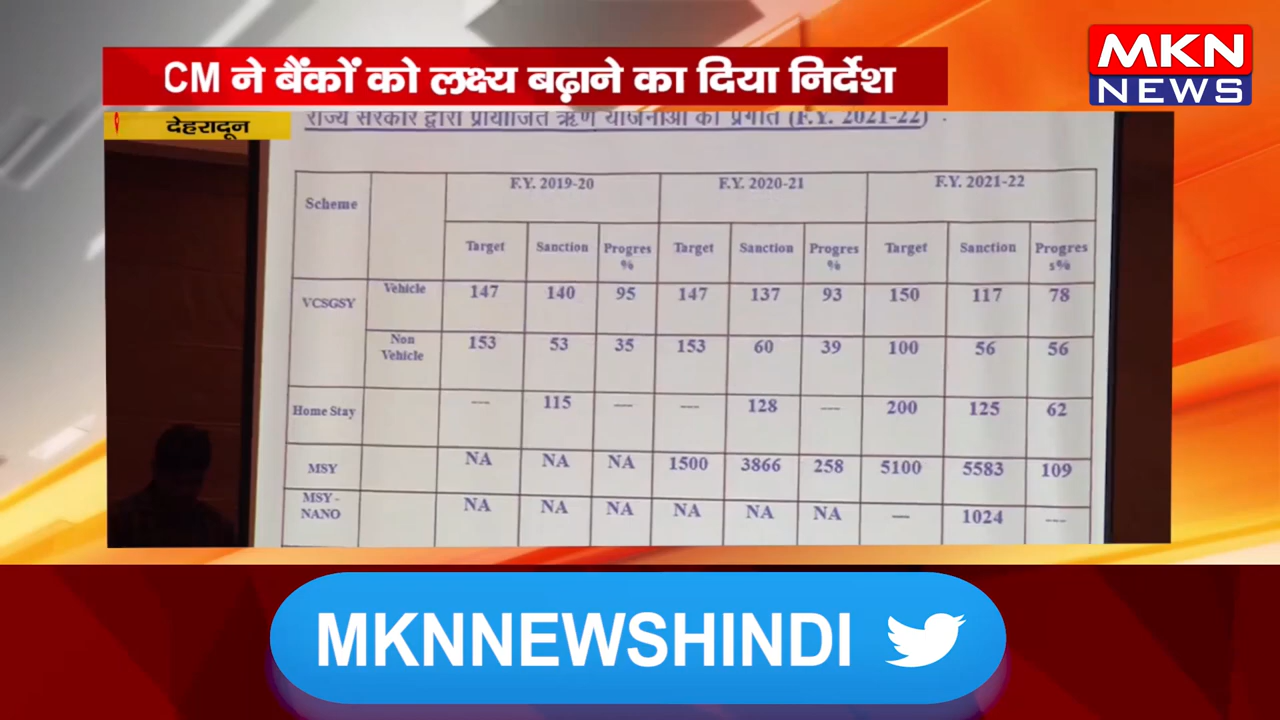 MKN
NEWS
CM ने बैंकों को लक्ष्य बढ़ाने का दिया निर्देश
देहरादून
राज्य सरकार द्वारा प्रायोजित ऋण योजनाओं की प्रगति (F.Y. 2021-22)
Scheme F.Y. 2019-20 F.Y. 2020-21 F.Y. 2021-22
Target Sanction Progres % Target Sanction Progres % Target Sanction Progres s%
VCSGSY Vehicle 147 140 95 147 137 93 150 117 78
Non Vehicle 153 53 35 153 60 39 100 56 56
Home Stay --- 115 --- --- 128 --- 200 125 62
MSY NA NA NA 1500 3866 258 5100 5583 109
MSY - NANO NA NA NA NA NA NA --- 1024 ---
MKNNEWSHINDI